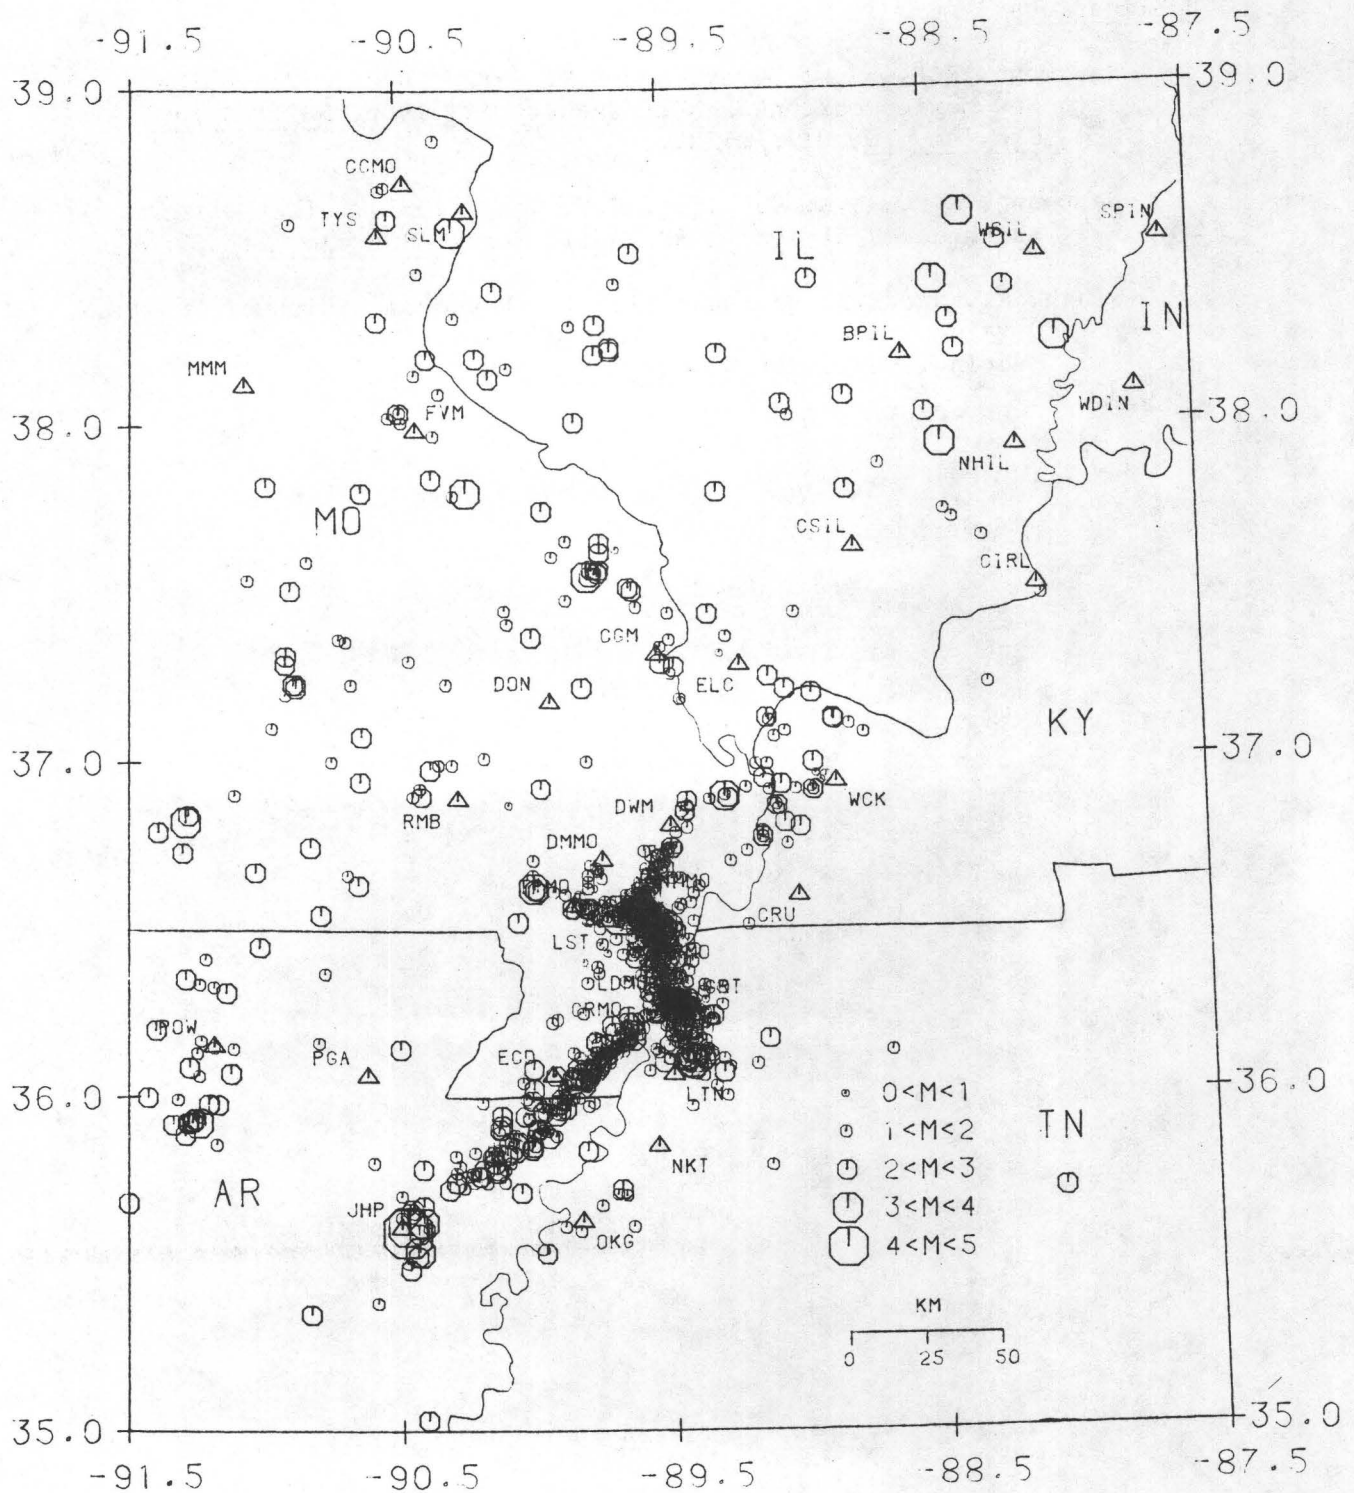 -91.5 -90.5 -89.5 -88.5 -87.5
39.0 39.0
CCMO
TYS SLM WSIL SPIN
IL
IN
BPIL
MMM WDIN
FVM
38.0 38.0
NHIL
MO
CSIL
CIRL
CGM
DON ELC
KY
37.0 37.0
RMB DWM WCK
DMMO
CRU
LST
GRMO
POW
PGA ECD
LTN
36.0 36.0
0<M<1
1<M<2
TN
NKT
2<M<3
AR
JHP 3<M<4
OKG 4<M<5
KM
0 25 50
35.0 35.0
-91.5 -90.5 -89.5 -88.5 -87.5